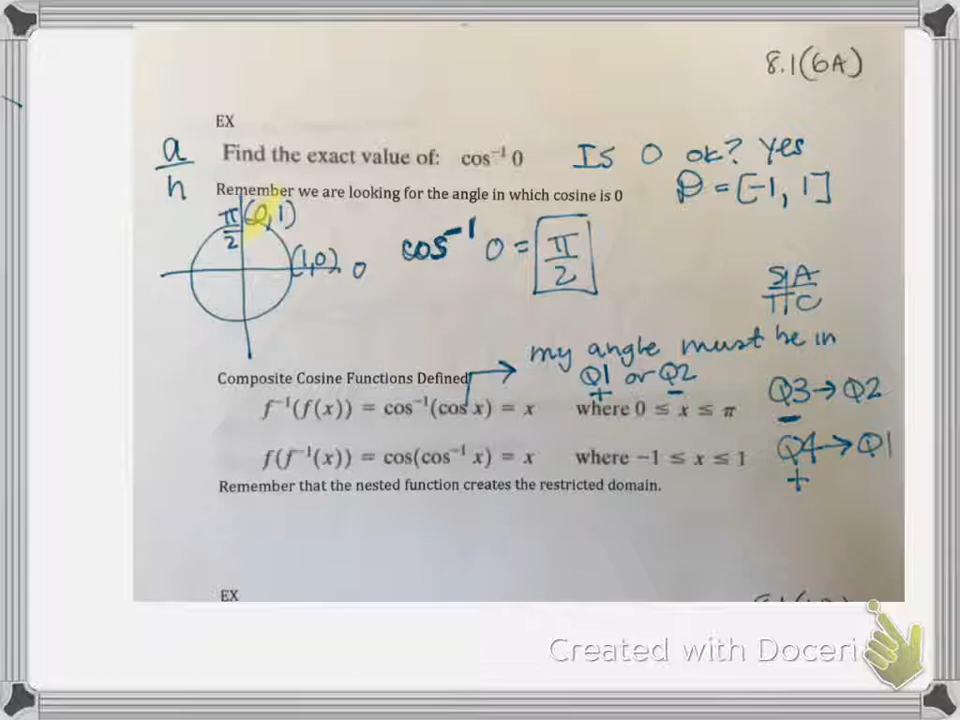 8.1(6A)
EX
a/h
Find the exact value of: cos⁻¹ 0
Is 0 ok? Yes
D = [-1, 1]
Remember we are looking for the angle in which cosine is 0
π/2 (0,1)
(1,0) 0
cos⁻¹ 0 = π/2
S A
T C
my angle must be in
Q1 or Q2
+ -
Composite Cosine Functions Defined
f⁻¹(f(x)) = cos⁻¹(cos x) = x where 0 ≤ x ≤ π
Q3→Q2
-
f(f⁻¹(x)) = cos(cos⁻¹ x) = x where −1 ≤ x ≤ 1
Q4→Q1
+
Remember that the nested function creates the restricted domain.
EX
Created with Doceri